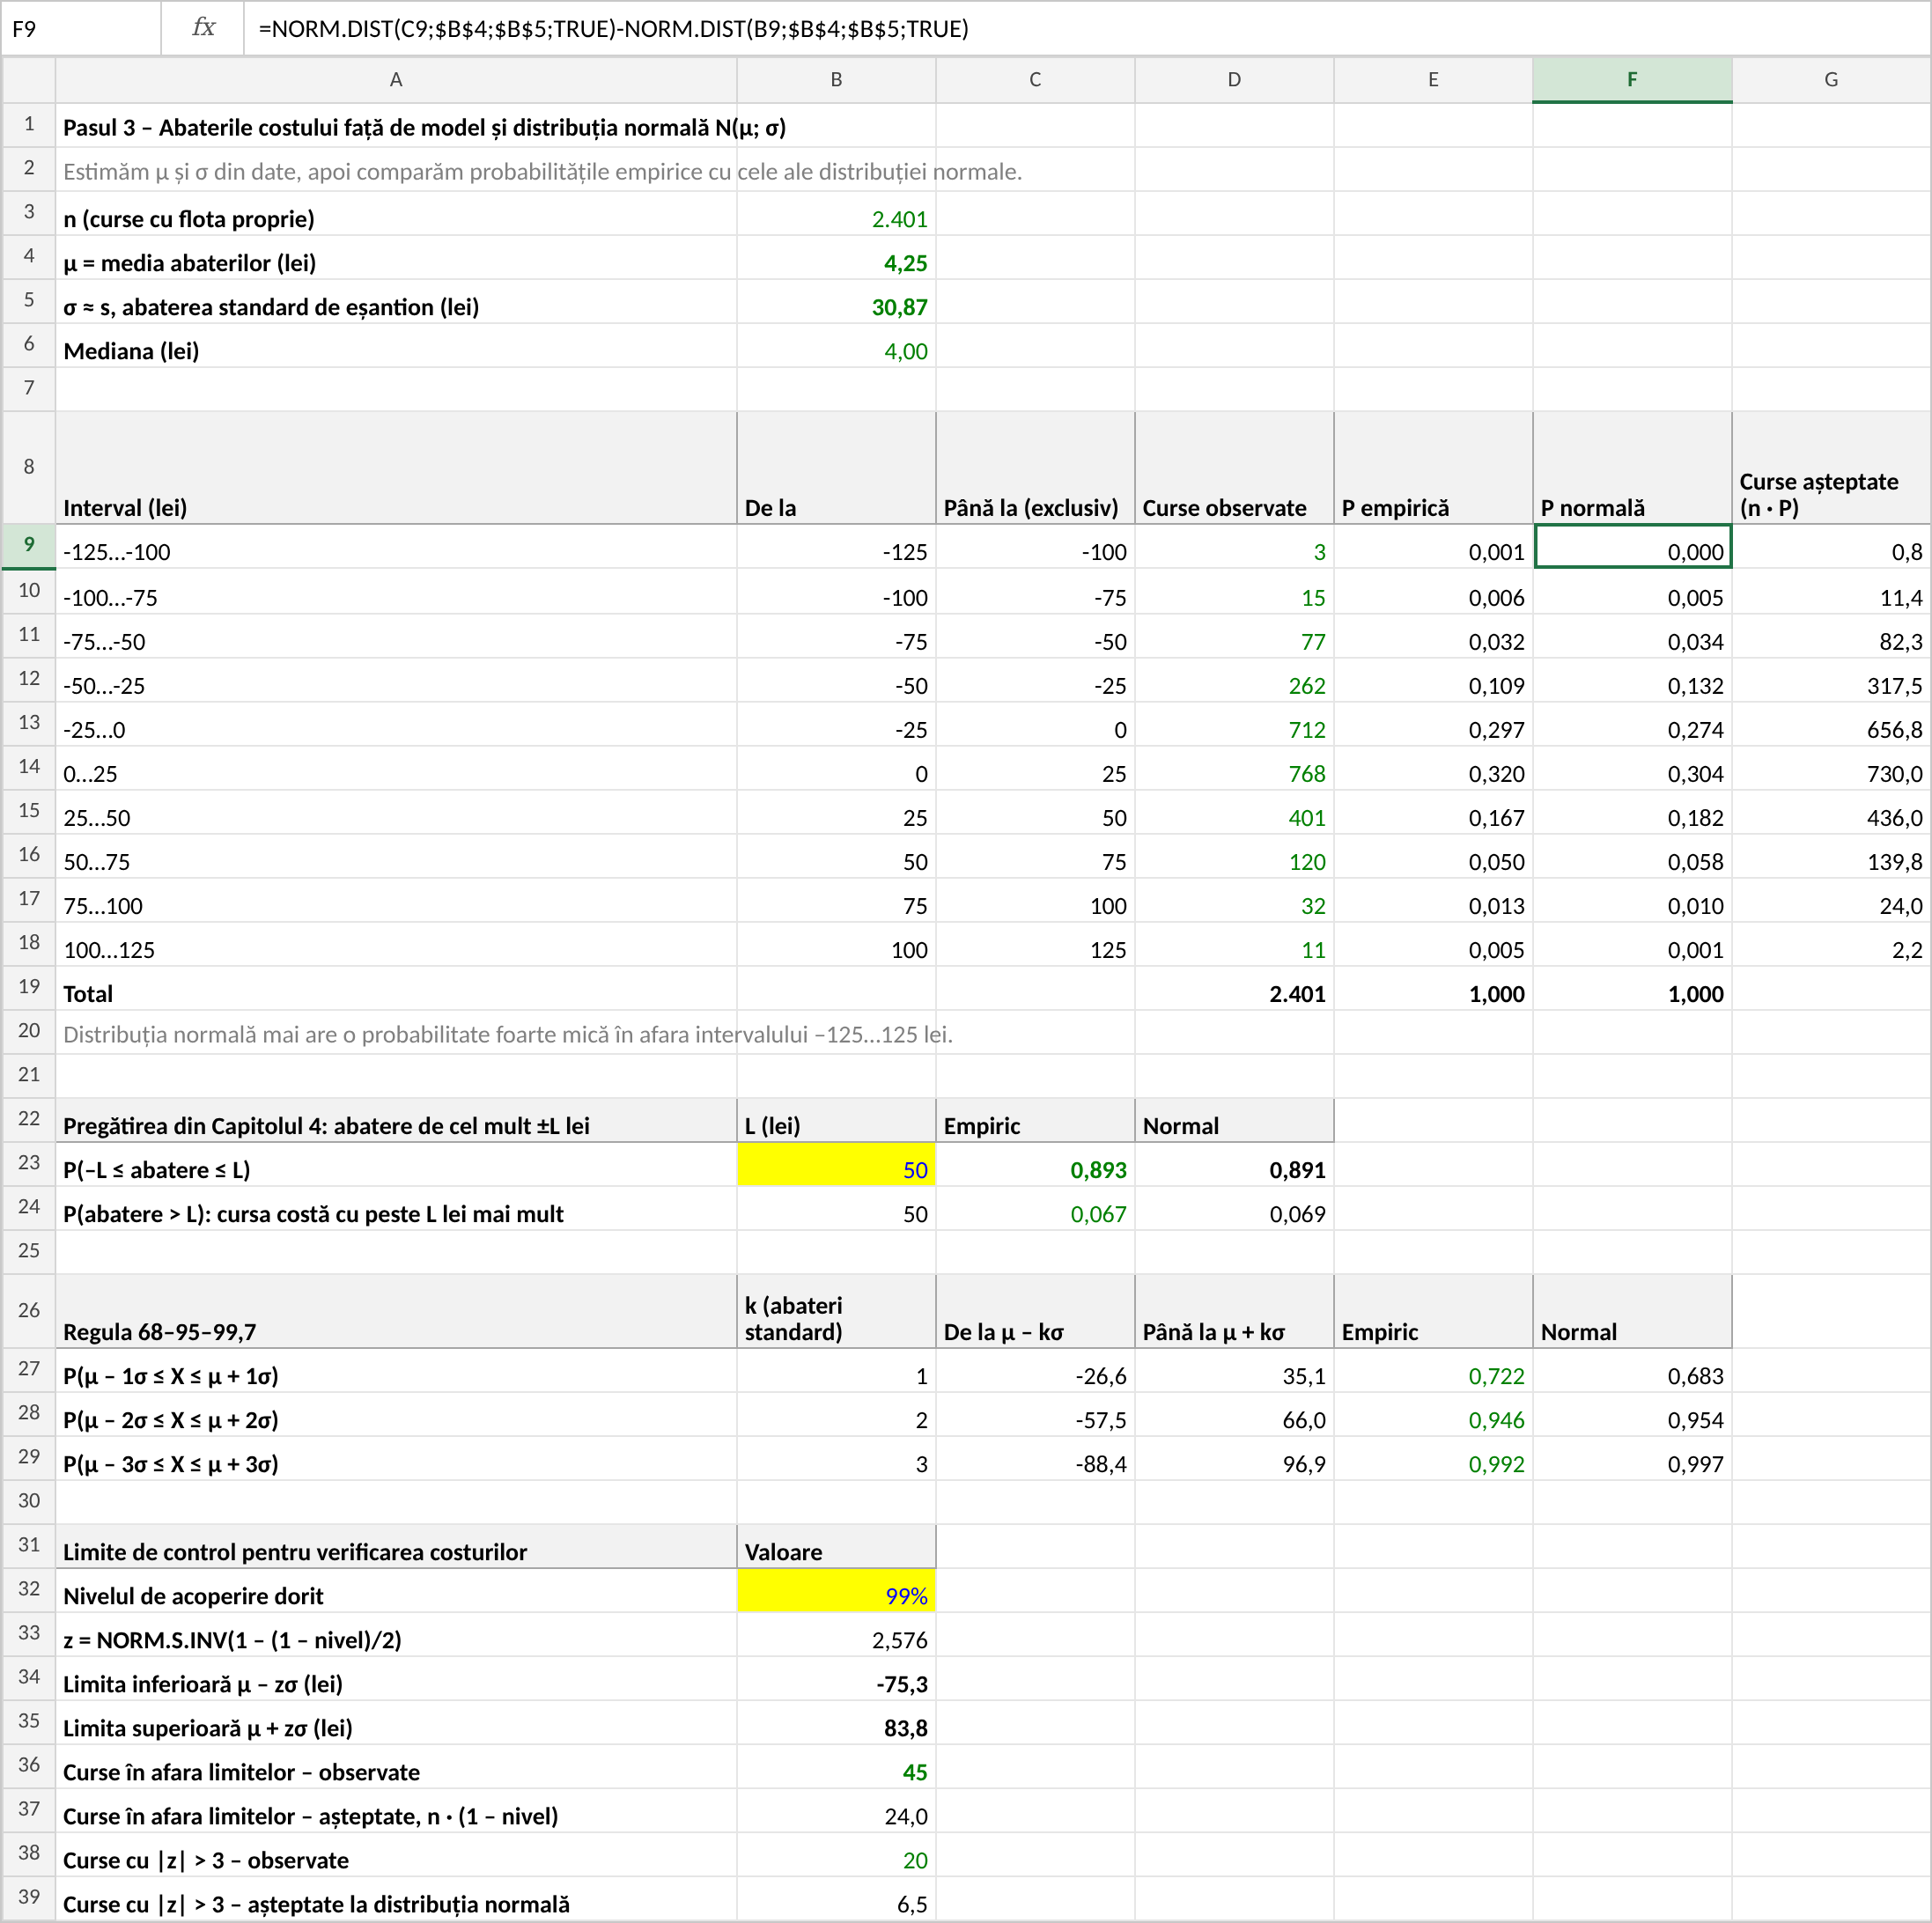 F9 fx =NORM.DIST(C9;$B$4;$B$5;TRUE)-NORM.DIST(B9;$B$4;$B$5;TRUE)
A B C D E F G
1 Pasul 3 – Abaterile costului față de model și distribuția normală N(μ; σ)
2 Estimăm μ și σ din date, apoi comparăm probabilitățile empirice cu cele ale distribuției normale.
3 n (curse cu flota proprie) 2.401
4 μ = media abaterilor (lei) 4,25
5 σ ≈ s, abaterea standard de eșantion (lei) 30,87
6 Mediana (lei) 4,00
7
8 Interval (lei) De la Până la (exclusiv) Curse observate P empirică P normală Curse așteptate (n · P)
9 -125…-100 -125 -100 3 0,001 0,000 0,8
10 -100…-75 -100 -75 15 0,006 0,005 11,4
11 -75…-50 -75 -50 77 0,032 0,034 82,3
12 -50…-25 -50 -25 262 0,109 0,132 317,5
13 -25…0 -25 0 712 0,297 0,274 656,8
14 0…25 0 25 768 0,320 0,304 730,0
15 25…50 25 50 401 0,167 0,182 436,0
16 50…75 50 75 120 0,050 0,058 139,8
17 75…100 75 100 32 0,013 0,010 24,0
18 100…125 100 125 11 0,005 0,001 2,2
19 Total 2.401 1,000 1,000
20 Distribuția normală mai are o probabilitate foarte mică în afara intervalului –125…125 lei.
21
22 Pregătirea din Capitolul 4: abatere de cel mult ±L lei L (lei) Empiric Normal
23 P(–L ≤ abatere ≤ L) 50 0,893 0,891
24 P(abatere > L): cursa costă cu peste L lei mai mult 50 0,067 0,069
25
26 Regula 68–95–99,7 k (abateri standard) De la μ – kσ Până la μ + kσ Empiric Normal
27 P(μ – 1σ ≤ X ≤ μ + 1σ) 1 -26,6 35,1 0,722 0,683
28 P(μ – 2σ ≤ X ≤ μ + 2σ) 2 -57,5 66,0 0,946 0,954
29 P(μ – 3σ ≤ X ≤ μ + 3σ) 3 -88,4 96,9 0,992 0,997
30
31 Limite de control pentru verificarea costurilor Valoare
32 Nivelul de acoperire dorit 99%
33 z = NORM.S.INV(1 – (1 – nivel)/2) 2,576
34 Limita inferioară μ – zσ (lei) -75,3
35 Limita superioară μ + zσ (lei) 83,8
36 Curse în afara limitelor – observate 45
37 Curse în afara limitelor – așteptate, n · (1 – nivel) 24,0
38 Curse cu |z| > 3 – observate 20
39 Curse cu |z| > 3 – așteptate la distribuția normală 6,5